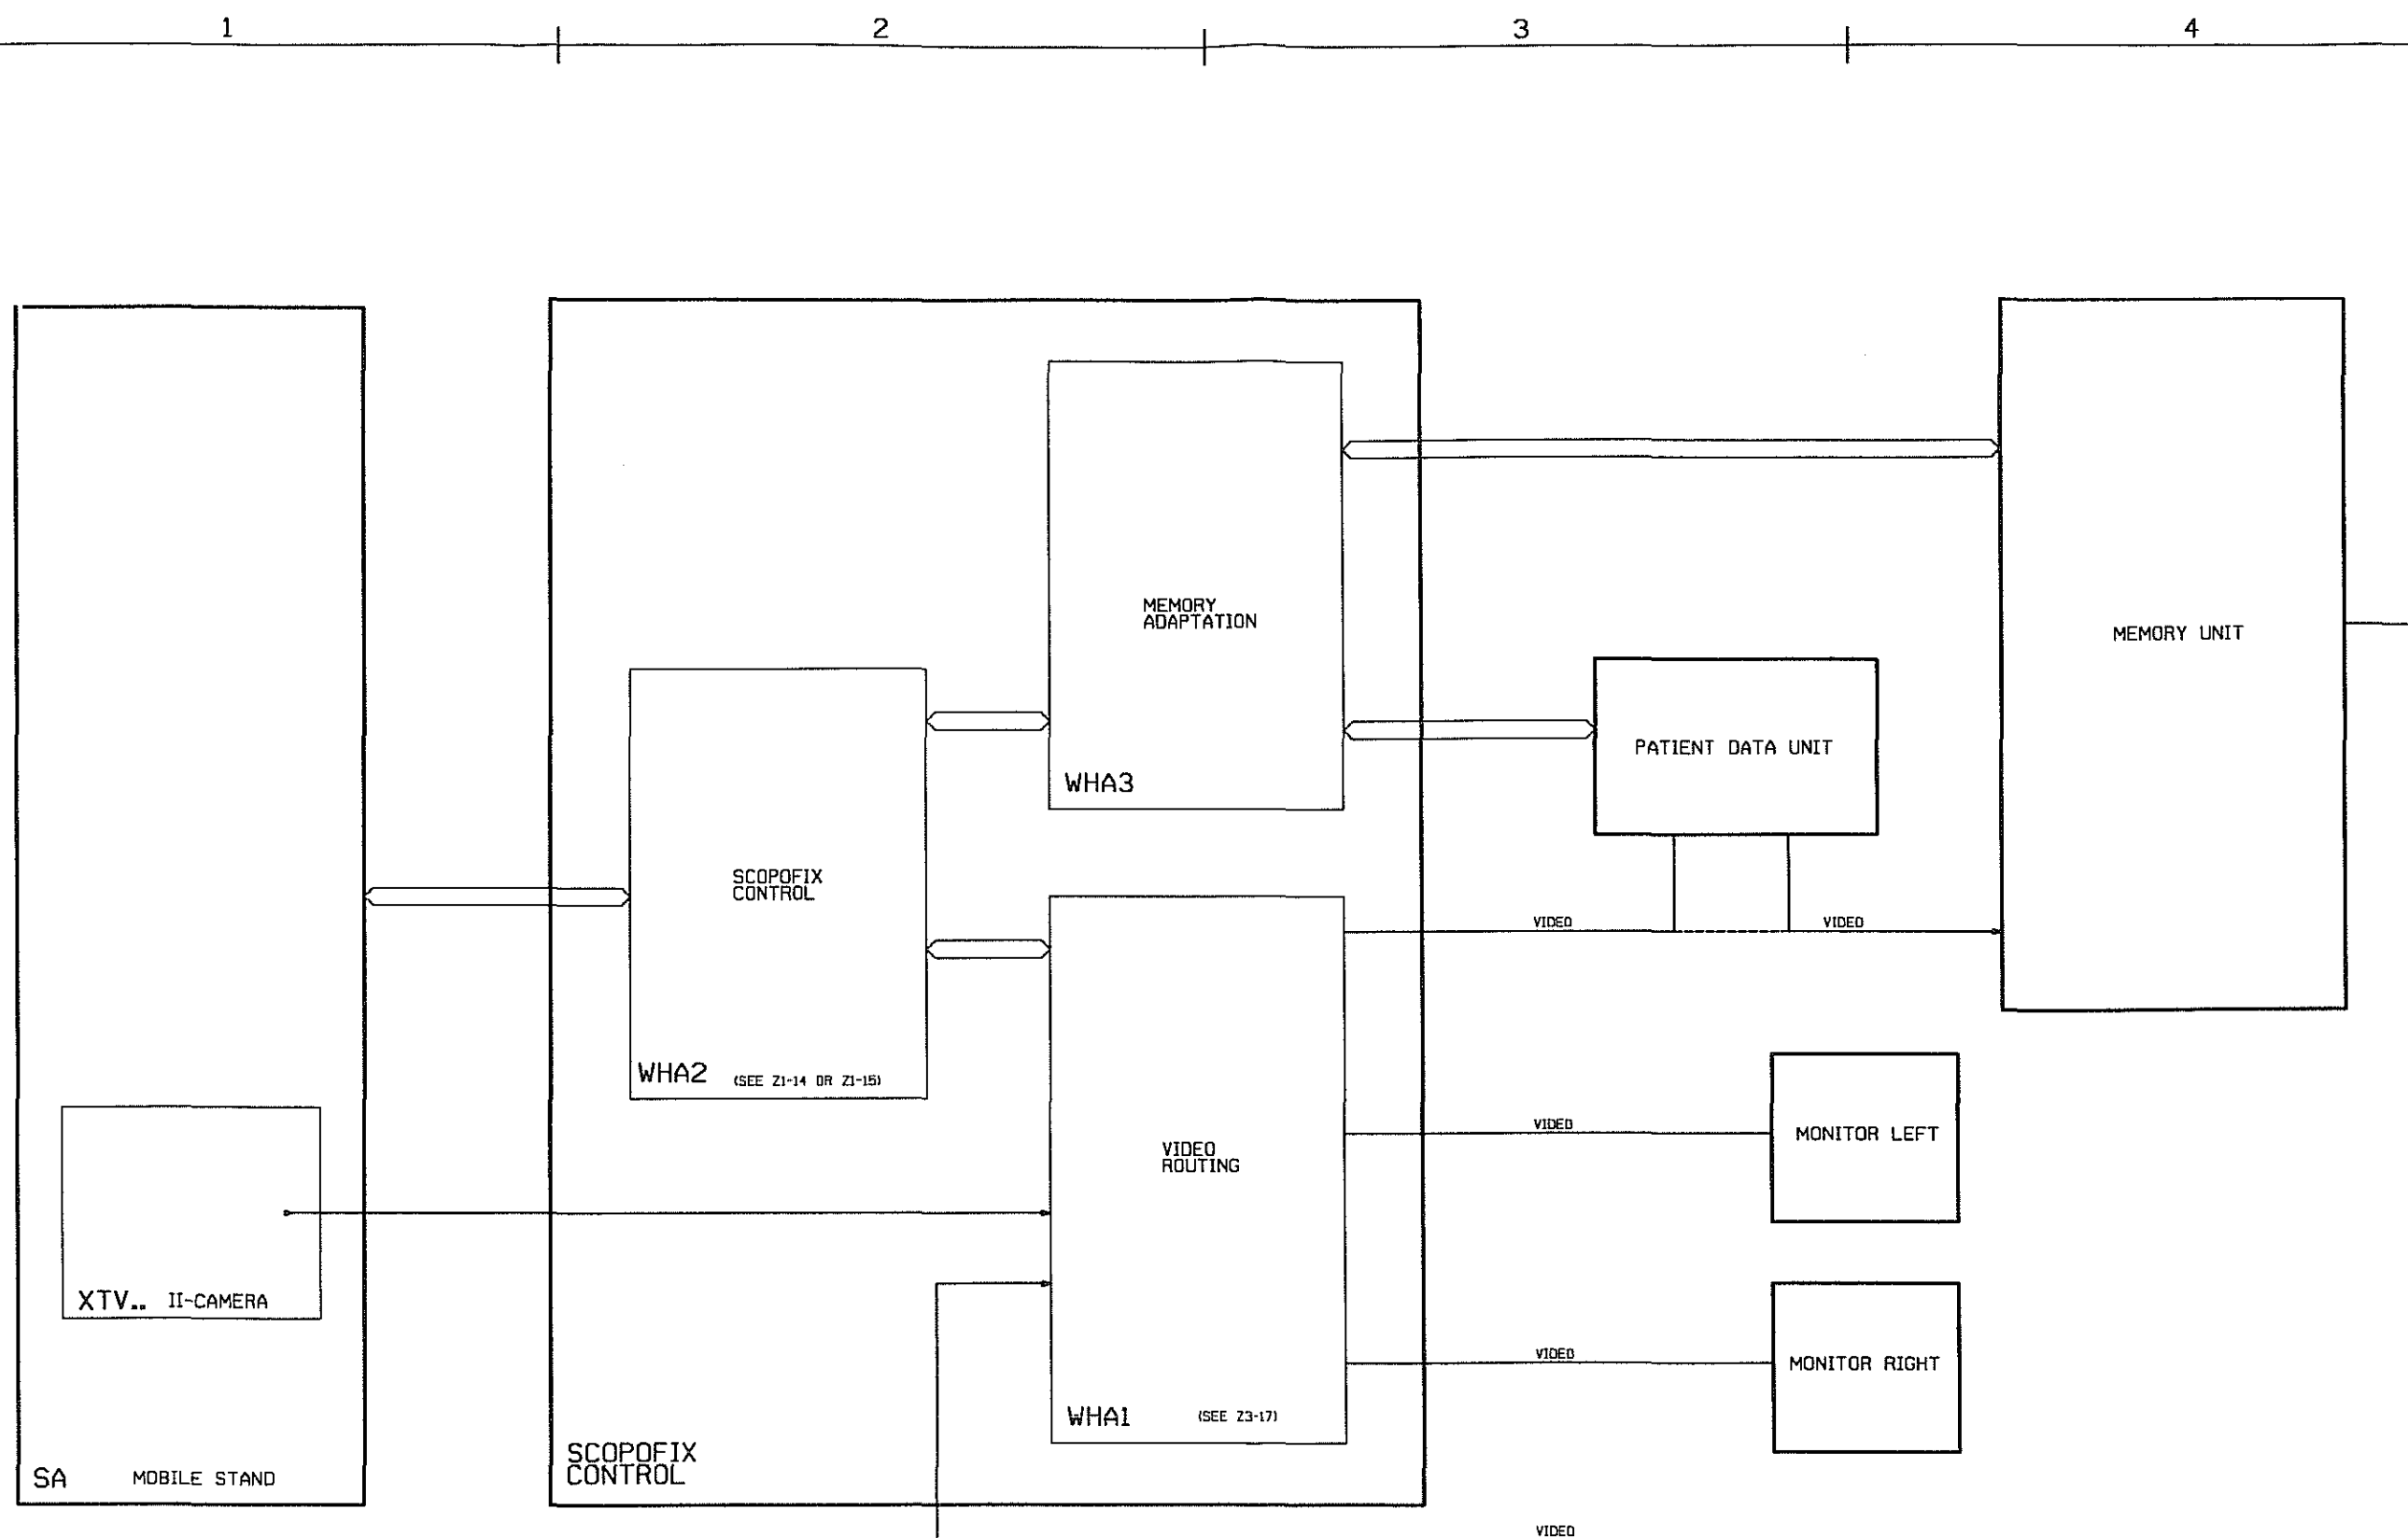 1
2
3
4
MEMORY
ADAPTATION
WHA3
MEMORY UNIT
PATIENT DATA UNIT
SCOPOFIX
CONTROL
WHA2 (SEE Z1-14 OR Z1-15)
VIDEO
VIDEO
VIDEO
ROUTING
WHA1 (SEE Z3-17)
VIDEO
MONITOR LEFT
VIDEO
MONITOR RIGHT
XTV.. II-CAMERA
SA MOBILE STAND
SCOPOFIX
CONTROL
VIDEO